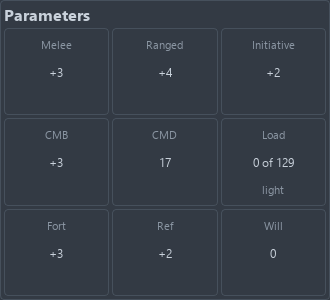 Parameters
Melee Ranged Initiative
+3 +4 +2
CMB CMD Load
+3 17 0 of 129
light
Fort Ref Will
+3 +2 0